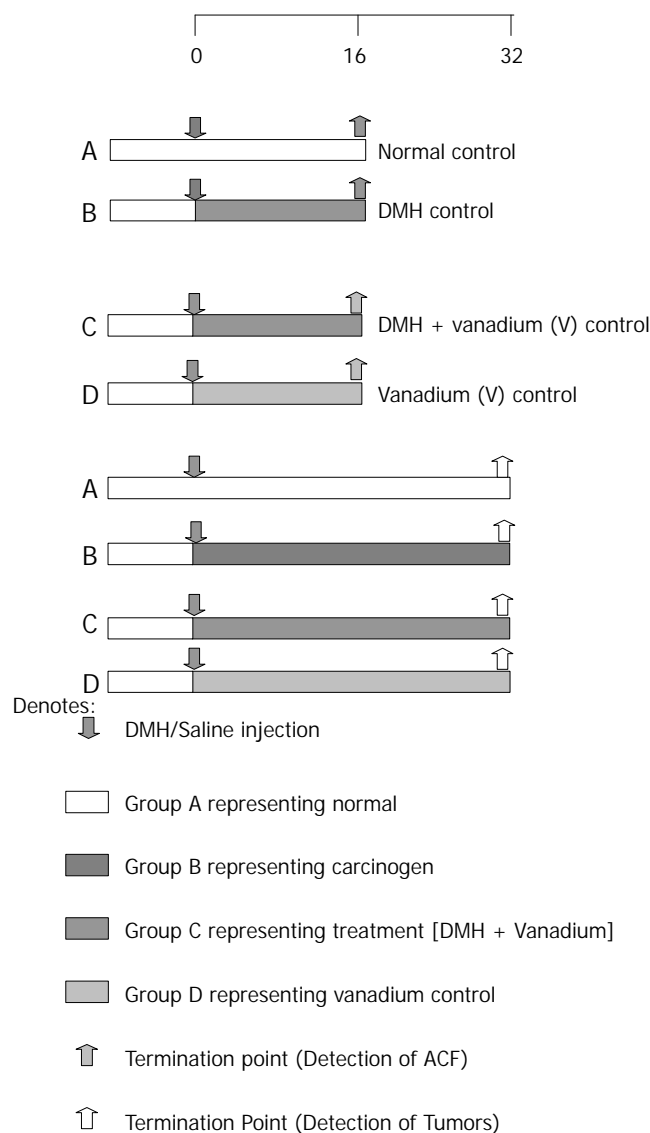 0 16 32
A Normal control
B DMH control
C DMH + vanadium (V) control
D Vanadium (V) control
A
B
C
D
Denotes:
DMH/Saline injection
Group A representing normal
Group B representing carcinogen
Group C representing treatment [DMH + Vanadium]
Group D representing vanadium control
Termination point (Detection of ACF)
Termination Point (Detection of Tumors)